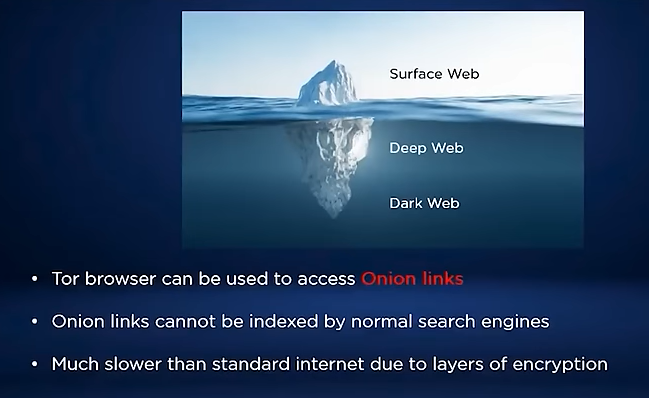 Surface Web
Deep Web
Dark Web
• Tor browser can be used to access Onion links
• Onion links cannot be indexed by normal search engines
• Much slower than standard internet due to layers of encryption